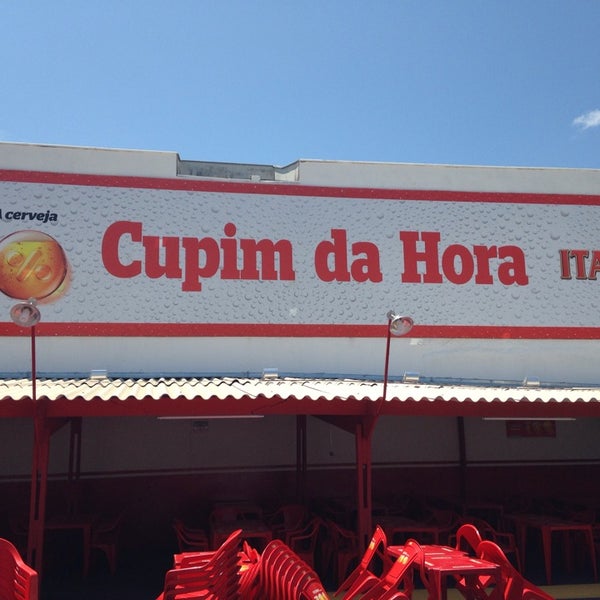 A cerveja
%
Cupim da Hora
ITA